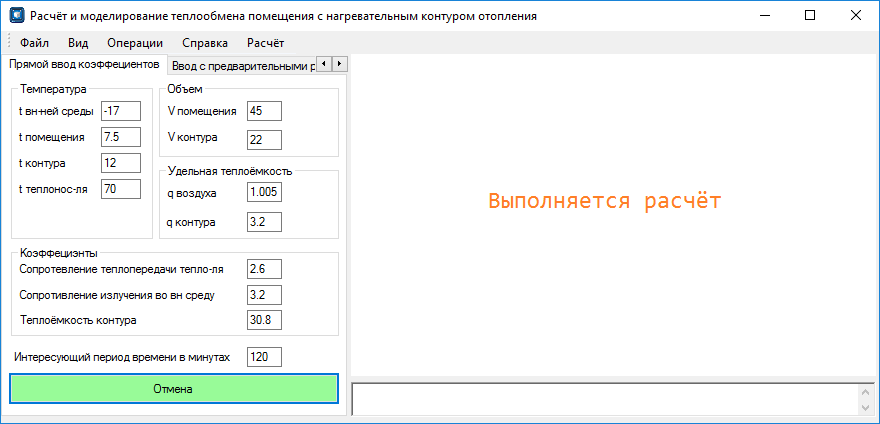 Расчёт и моделирование теплообмена помещения с нагревательным контуром отопления
Файл Вид Операции Справка Расчёт
Прямой ввод коэффециентов Ввод с предварительными р
Температура
t вн-ней среды -17
t помещения 7.5
t контура 12
t теплонос-ля 70
Объем
V помещения 45
V контура 22
Удельная теплоёмкость
q воздуха 1.005
q контура 3.2
Коэффециэнты
Сопротевление теплопередачи тепло-ля 2.6
Сопротивление излучения во вн среду 3.2
Теплоёмкость контура 30.8
Интересующий период времени в минутах 120
Отмена
Выполняется расчёт